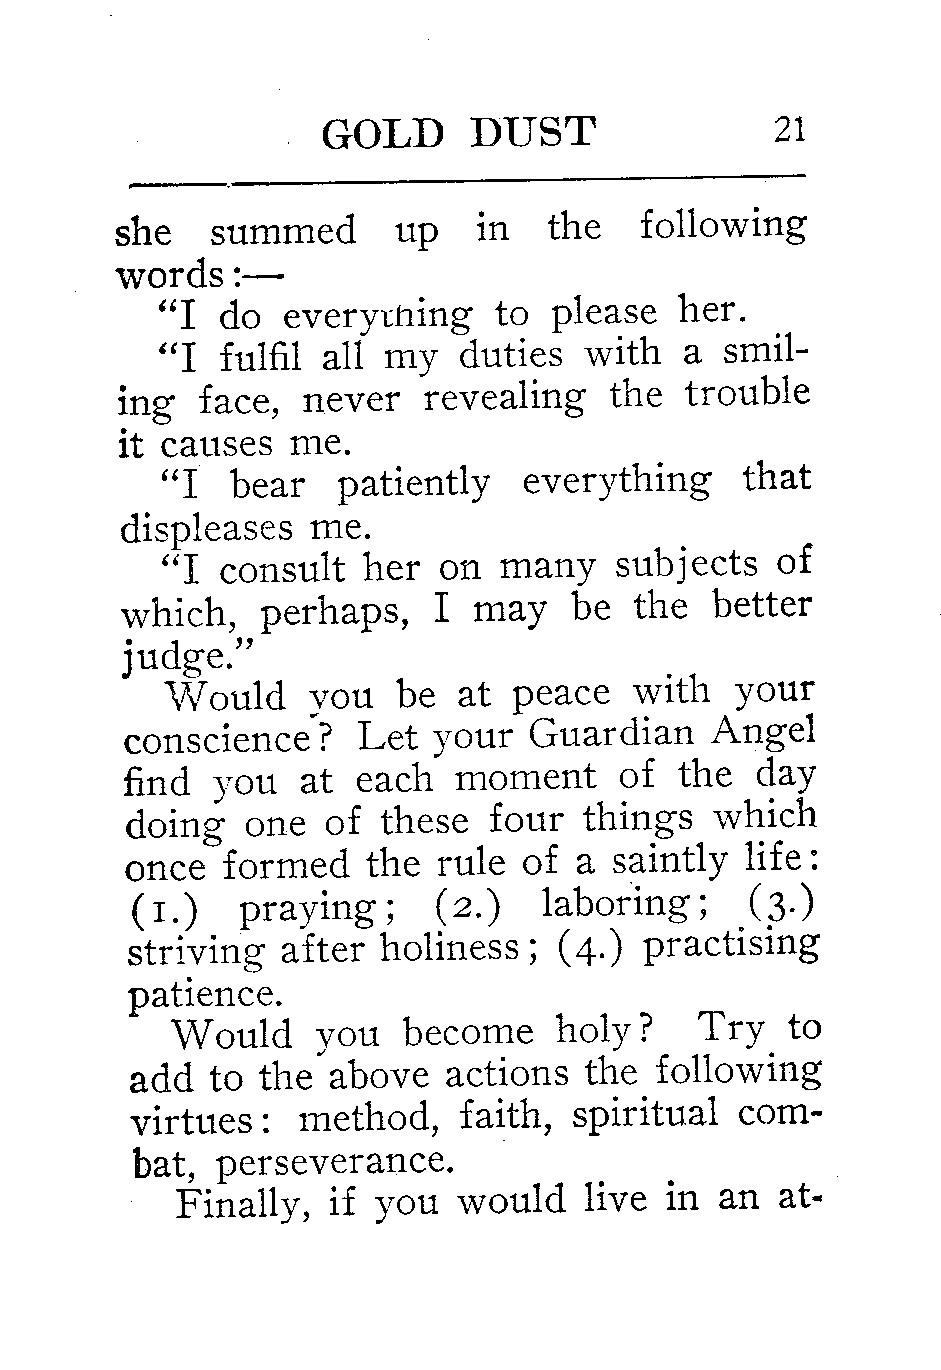 GOLD DUST 21
she summed up in the following
words:—
“I do everything to please her.
“I fulfil all my duties with a smil-
ing face, never revealing the trouble
it causes me.
“I bear patiently everything that
displeases me.
“I consult her on many subjects of
which, perhaps, I may be the better
judge.”
Would you be at peace with your
conscience? Let your Guardian Angel
find you at each moment of the day
doing one of these four things which
once formed the rule of a saintly life:
(1.) praying; (2.) laboring; (3.)
striving after holiness; (4.) practising
patience.
Would you become holy? Try to
add to the above actions the following
virtues: method, faith, spiritual com-
bat, perseverance.
Finally, if you would live in an at-